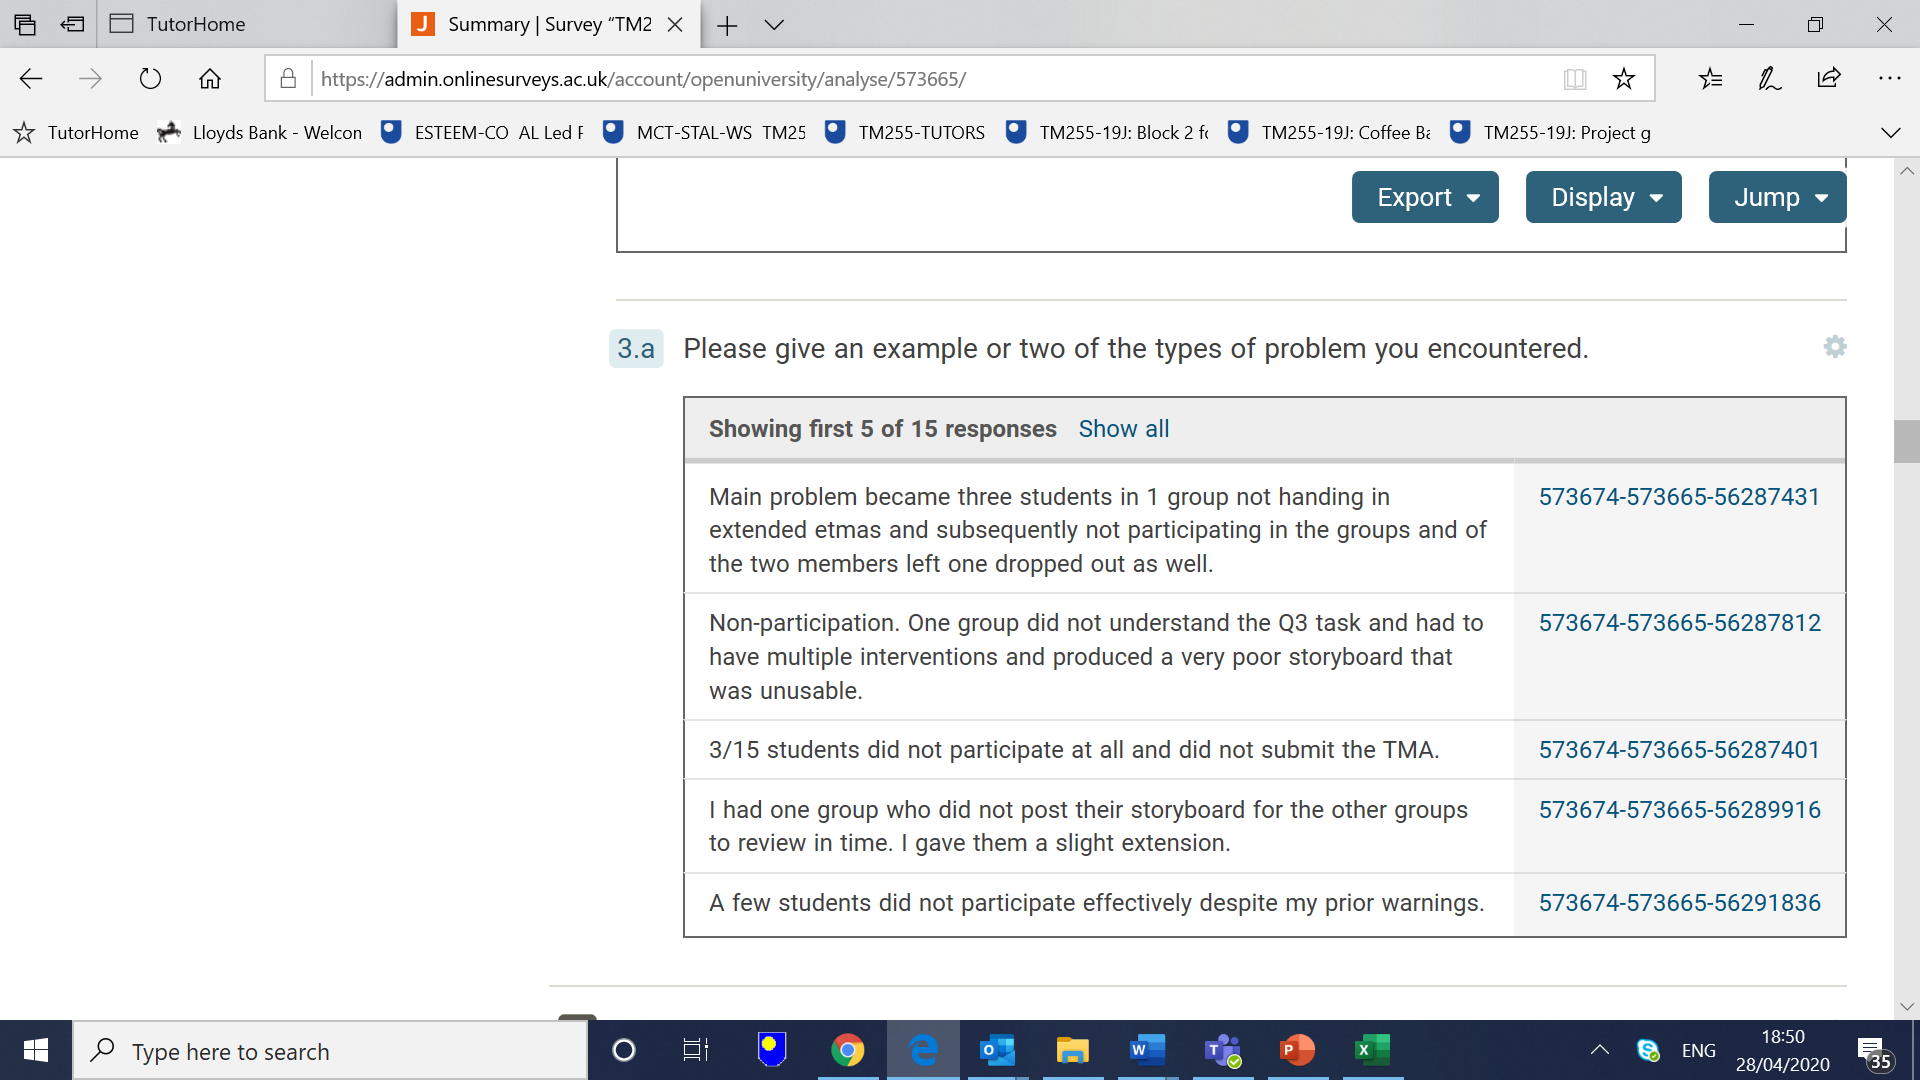 TutorHome
J Summary | Survey “TM2
https://admin.onlinesurveys.ac.uk/account/openuniversity/analyse/573665/
TutorHome Lloyds Bank - Welcon ESTEEM-CO AL Led F MCT-STAL-WS TM25 TM255-TUTORS TM255-19J: Block 2 fo TM255-19J: Coffee Ba TM255-19J: Project g
Export Display Jump
3.a Please give an example or two of the types of problem you encountered.
Showing first 5 of 15 responses Show all
Main problem became three students in 1 group not handing in 573674-573665-56287431
extended etmas and subsequently not participating in the groups and of
the two members left one dropped out as well.
Non-participation. One group did not understand the Q3 task and had to 573674-573665-56287812
have multiple interventions and produced a very poor storyboard that
was unusable.
3/15 students did not participate at all and did not submit the TMA. 573674-573665-56287401
I had one group who did not post their storyboard for the other groups 573674-573665-56289916
to review in time. I gave them a slight extension.
A few students did not participate effectively despite my prior warnings. 573674-573665-56291836
Type here to search
ENG
18:50
28/04/2020
35